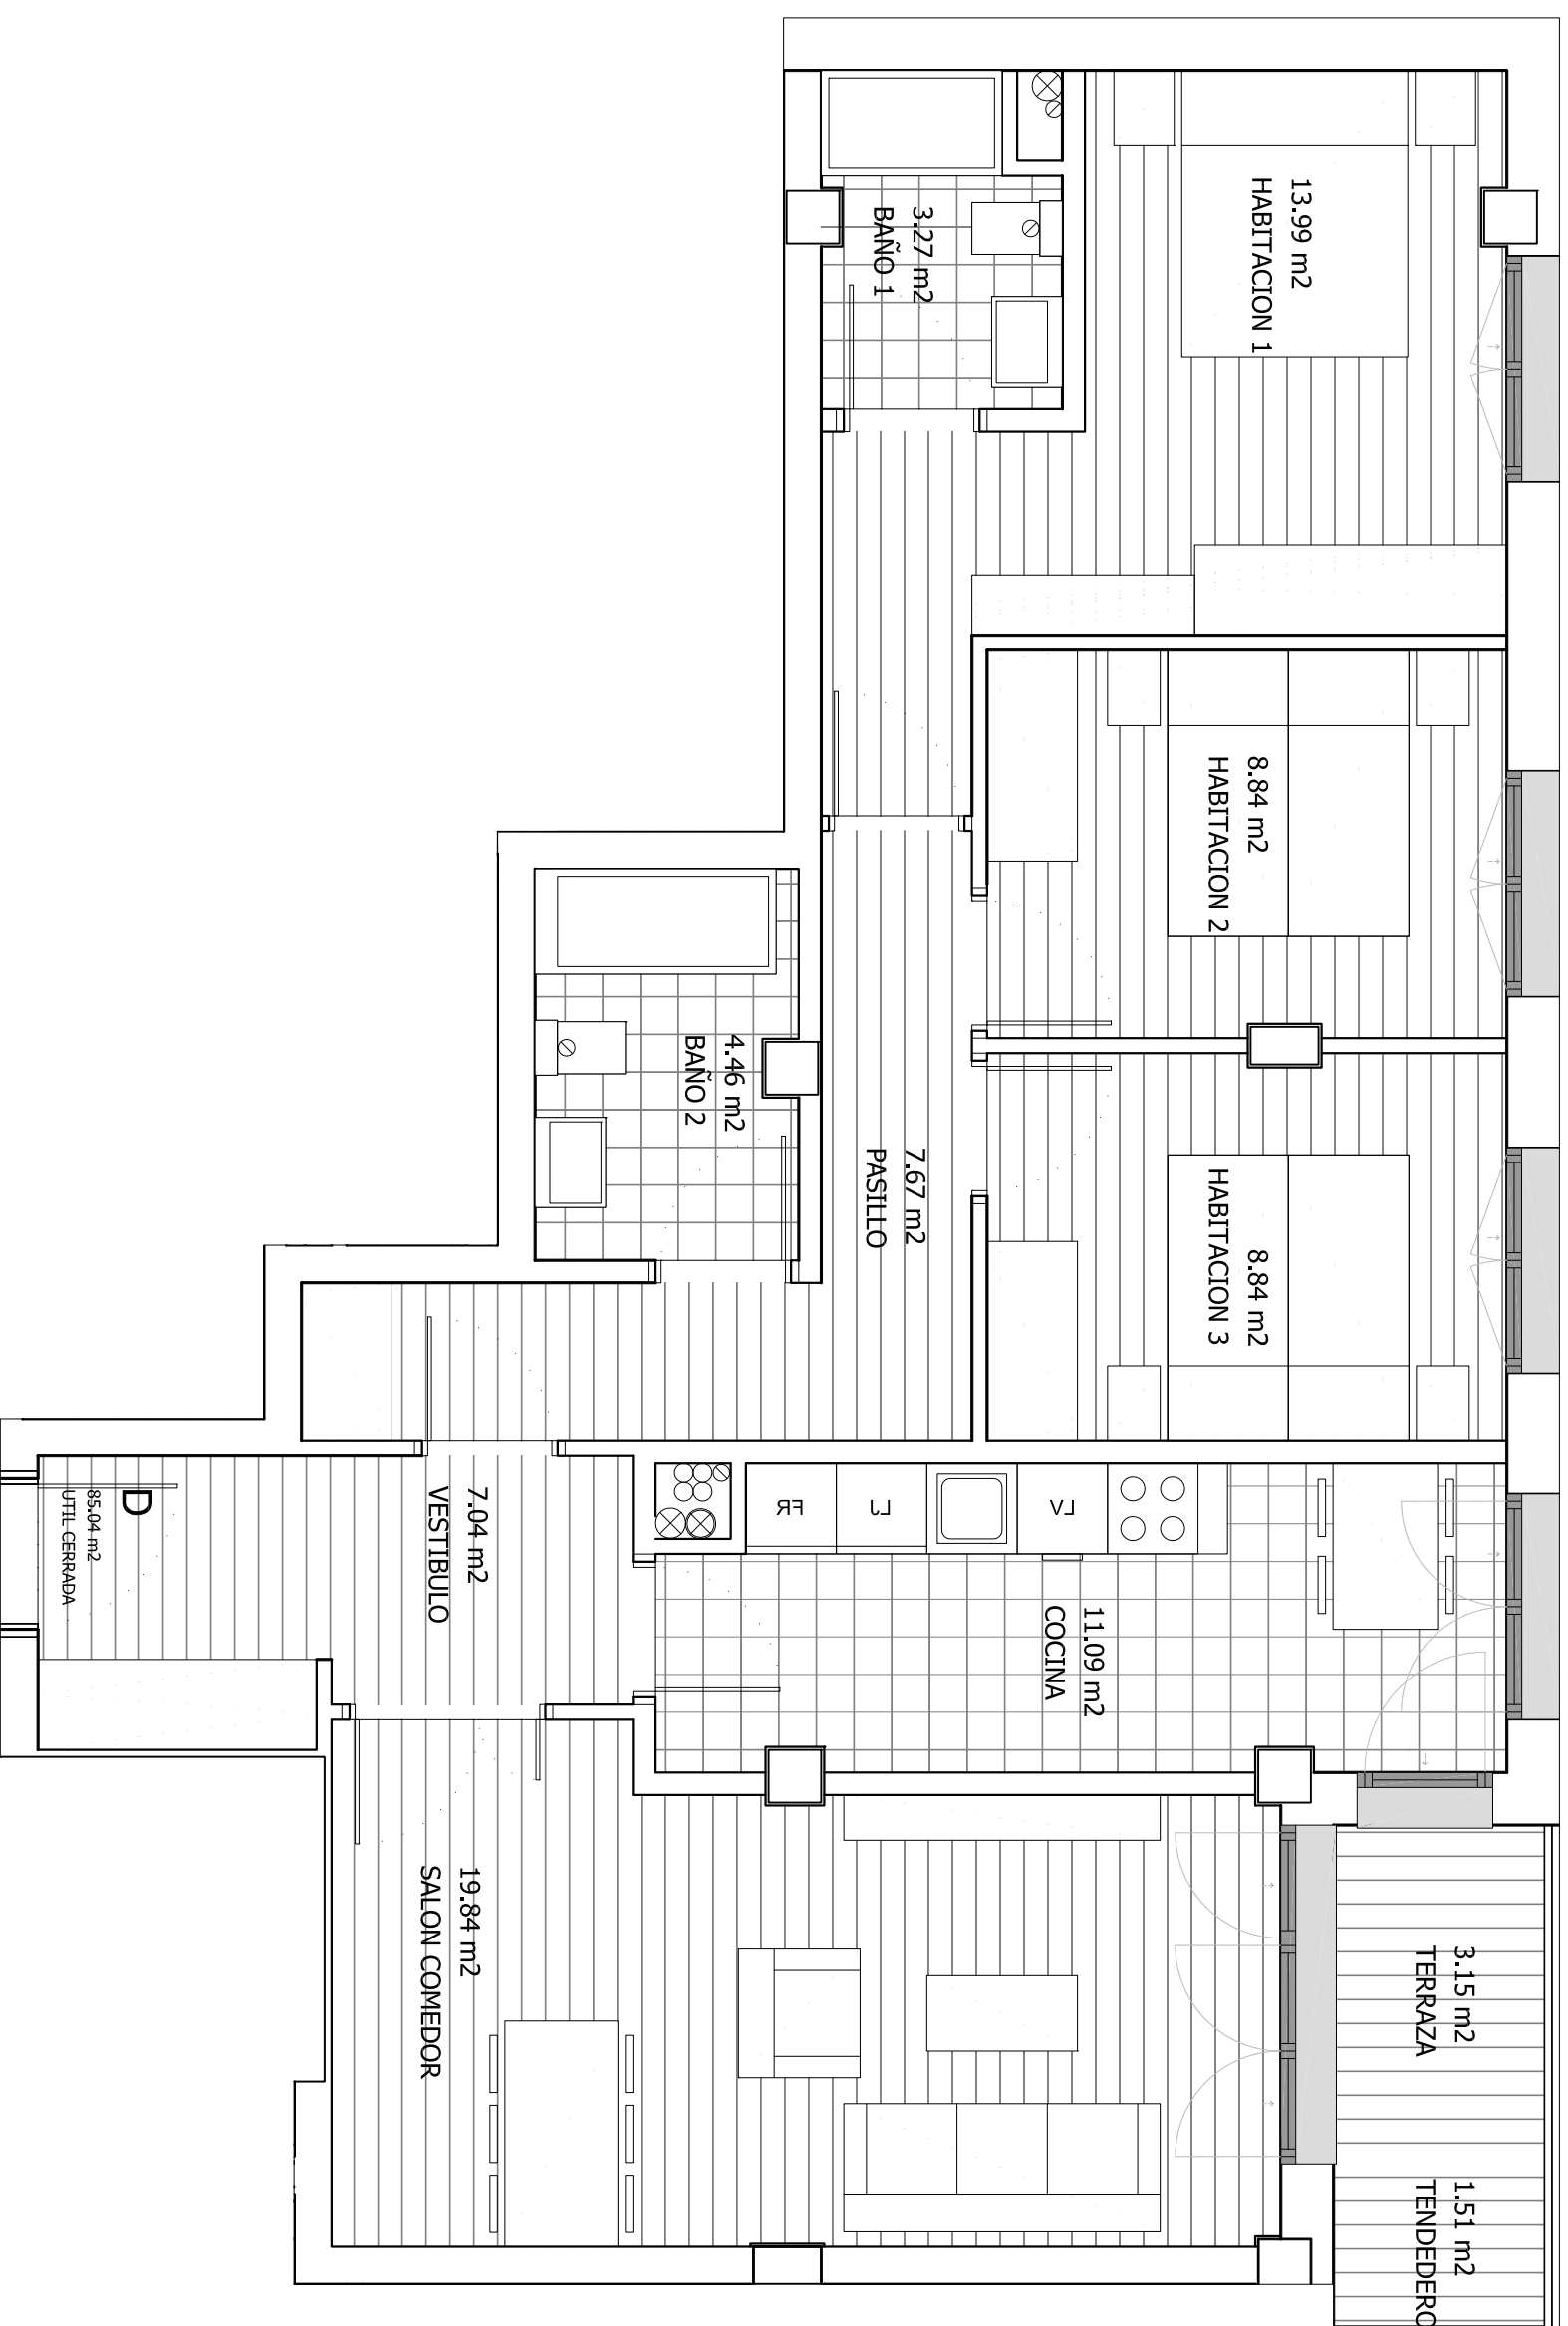 HABITACION 1
13.99 m2
BAÑO 1
3.27 m2
HABITACION 2
8.84 m2
BAÑO 2
4.46 m2
PASILLO
7.67 m2
HABITACION 3
8.84 m2
D
85.04 m2
UTIL CERRADA
VESTIBULO
7.04 m2
FR
LJ
LV
COCINA
11.09 m2
SALON COMEDOR
19.84 m2
TERRAZA
3.15 m2
TENDEDERO
1.51 m2